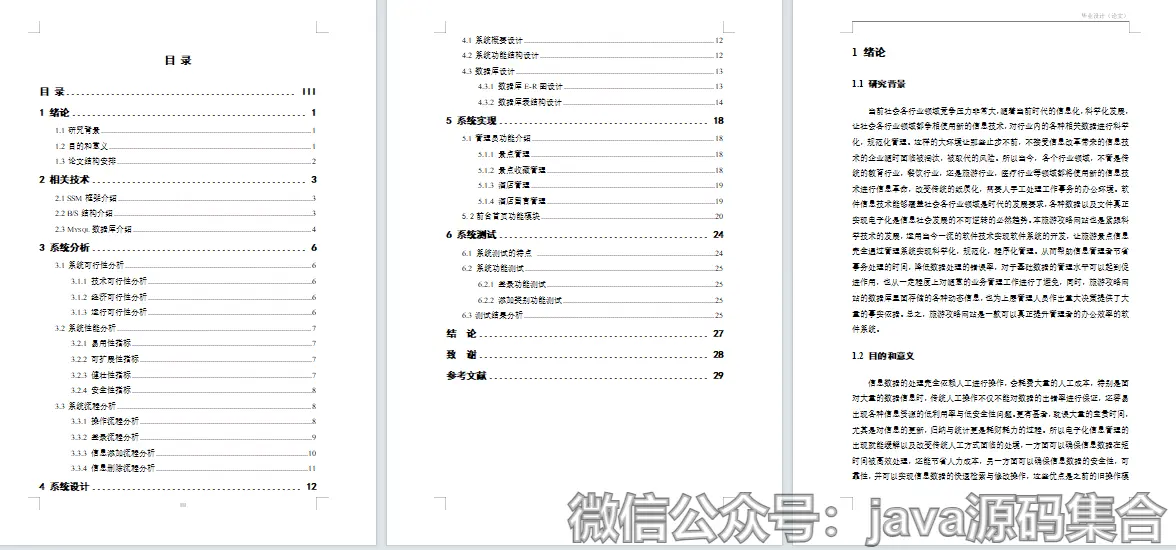 目 录
目 录 III
1 绪论 1
1.1 研究背景 1
1.2 目的和意义 1
1.3 论文结构安排 2
2 相关技术 3
2.1 SSM 框架介绍 3
2.2 B/S 结构介绍 3
2.3 Mysql 数据库介绍 4
3 系统分析 6
3.1 系统可行性分析 6
3.1.1 技术可行性分析 6
3.1.2 经济可行性分析 6
3.1.3 运行可行性分析 6
3.2 系统性能分析 7
3.2.1 易用性指标 7
3.2.2 可扩展性指标 7
3.2.3 健壮性指标 7
3.2.4 安全性指标 8
3.3 系统流程分析 8
3.3.1 操作流程分析 8
3.3.2 登录流程分析 9
3.3.3 信息添加流程分析 10
3.3.4 信息删除流程分析 11
4 系统设计 12
III
4.1 系统概要设计 12
4.2 系统功能结构设计 12
4.3 数据库设计 13
4.3.1 数据库 E-R 图设计 13
4.3.2 数据库表结构设计 14
5 系统实现 18
5.1 管理员功能介绍 18
5.1.1 景点管理 18
5.1.2 景点收藏管理 18
5.1.3 酒店管理 19
5.1.4 酒店留言管理 19
5.2 前台首页功能模块 20
6 系统测试 24
6.1 系统测试的特点 24
6.2 系统功能测试 25
6.2.1 登录功能测试 25
6.2.2 添加类别功能测试 25
6.3 测试结果分析 25
结 论 27
致 谢 28
参考文献 29
毕业设计（论文）
1 绪论
1.1 研究背景
当前社会各行业领域竞争压力非常大，随着当前时代的信息化，科学化发展，
让社会各行业领域都争相使用新的信息技术，对行业内的各种相关数据进行科学
化，规范化管理。这样的大环境让那些止步不前，不接受信息改革带来的信息技
术的企业随时面临被淘汰，被取代的风险。所以当今，各个行业领域，不管是传
统的教育行业，餐饮行业，还是旅游行业，医疗行业等领域都将使用新的信息技
术进行信息革命，改变传统的纸质化，需要人手工处理工作事务的办公环境。软
件信息技术能够覆盖社会各行业领域是时代的发展要求，各种数据以及文件真正
实现电子化是信息社会发展的不可逆转的必然趋势。本旅游攻略网站也是紧跟科
学技术的发展，运用当今一流的软件技术实现软件系统的开发，让旅游景点信息
完全通过管理系统实现科学化，规范化，程序化管理。从而帮助信息管理者节省
事务处理的时间，降低数据处理的错误率，对于基础数据的管理水平可以起到促
进作用，也从一定程度上对随意的业务管理工作进行了避免，同时，旅游攻略网
站的数据库里面存储的各种动态信息，也为上层管理人员作出重大决策提供了大
量的事实依据。总之，旅游攻略网站是一款可以真正提升管理者的办公效率的软
件系统。
1.2 目的和意义
信息数据的处理完全依赖人工进行操作，会耗费大量的人工成本，特别是面
对大量的数据信息时，传统人工操作不仅不能对数据的出错率进行保证，还容易
出现各种信息资源的低利用率与低安全性问题。更有甚者，耽误大量的宝贵时间，
尤其是对信息的更新，归纳与统计更是耗财耗力的过程。所以电子化信息管理的
出现就能缓解以及改变传统人工方式面临的处境，一方面可以确保信息数据在短
时间被高效处理，还能节省人力成本，另一方面可以确保信息数据的安全性，可
靠性，并可以实现信息数据的快速检索与修改操作，这些优点是之前的旧操作模
微信公众号：java源码集合